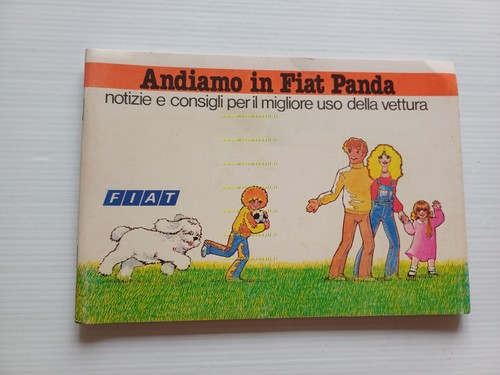 Andiamo in Fiat Panda
notizie e consigli per il migliore uso della vettura
FIAT